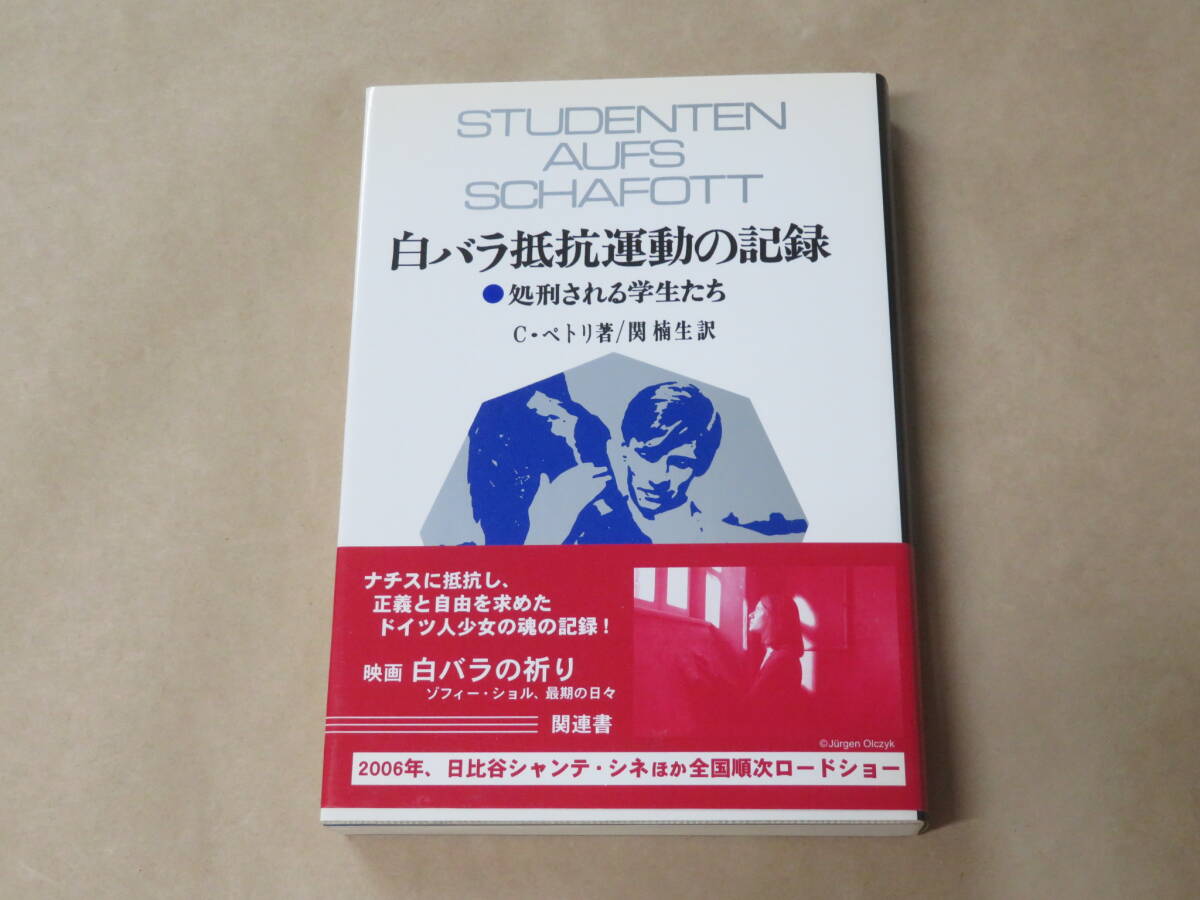 STUDENTEN
AUFS
SCHAFOTT
白バラ抵抗運動の記録
●処刑される学生たち
C・ペトリ著/関 楠生訳
ナチスに抵抗し、
正義と自由を求めた
ドイツ人少女の魂の記録！
映画 白バラの祈り
ゾフィー・ショル、最期の日々
関連書
©Jürgen Olczyk
2006年、日比谷シャンテ・シネほか全国順次ロードショー